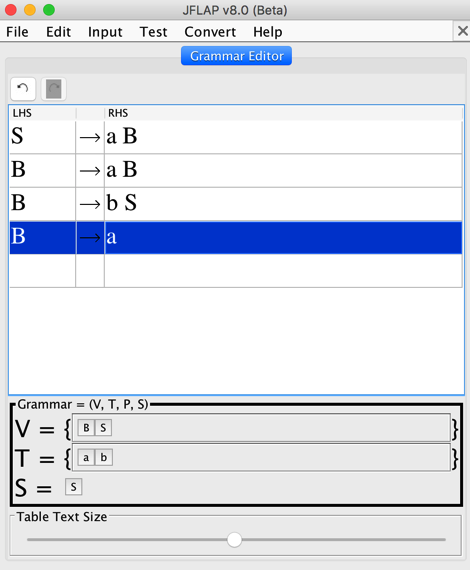 JFLAP v8.0 (Beta)
File Edit Input Test Convert Help
Grammar Editor
LHS RHS
S → a B
B → a B
B → b S
B → a
Grammar = (V, T, P, S)
V = { B S }
T = { a b }
S = S
Table Text Size